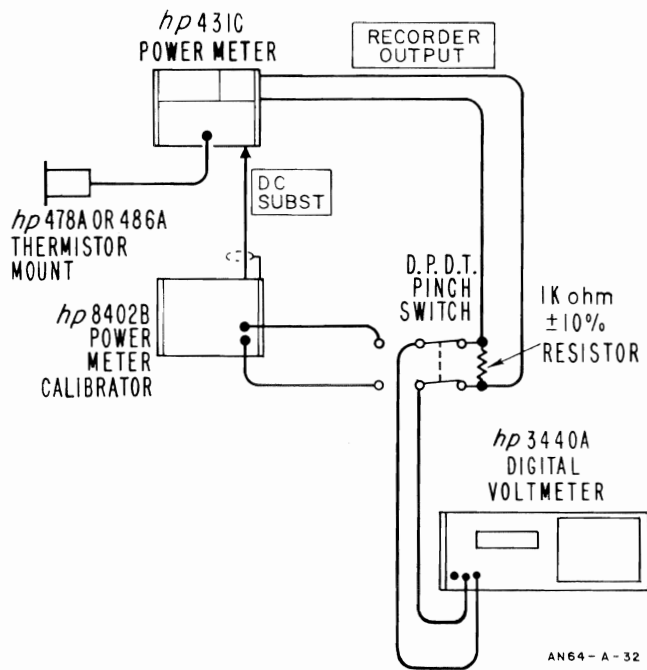 hp 431C
POWER METER
RECORDER
OUTPUT
DC
SUBST
hp 478A OR 486A
THERMISTOR
MOUNT
D.P.D.T.
PINCH
SWITCH
1K ohm
±10%
RESISTOR
hp 8402B
POWER
METER
CALIBRATOR
hp 3440A
DIGITAL
VOLTMETER
AN64-A-32